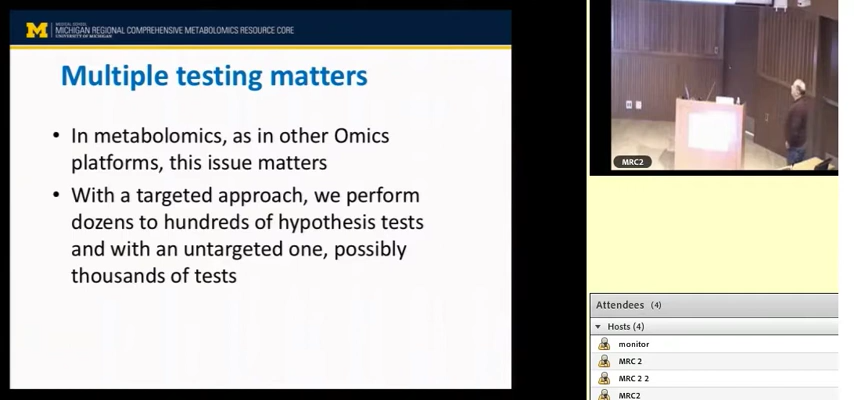 M
MEDICAL SCHOOL
MICHIGAN REGIONAL COMPREHENSIVE METABOLOMICS RESOURCE CORE
UNIVERSITY OF MICHIGAN
Multiple testing matters
• In metabolomics, as in other Omics
platforms, this issue matters
• With a targeted approach, we perform
dozens to hundreds of hypothesis tests
and with an untargeted one, possibly
thousands of tests
MRC2
Attendees (4)
Hosts (4)
monitor
MRC 2
MRC 2 2
MRC2